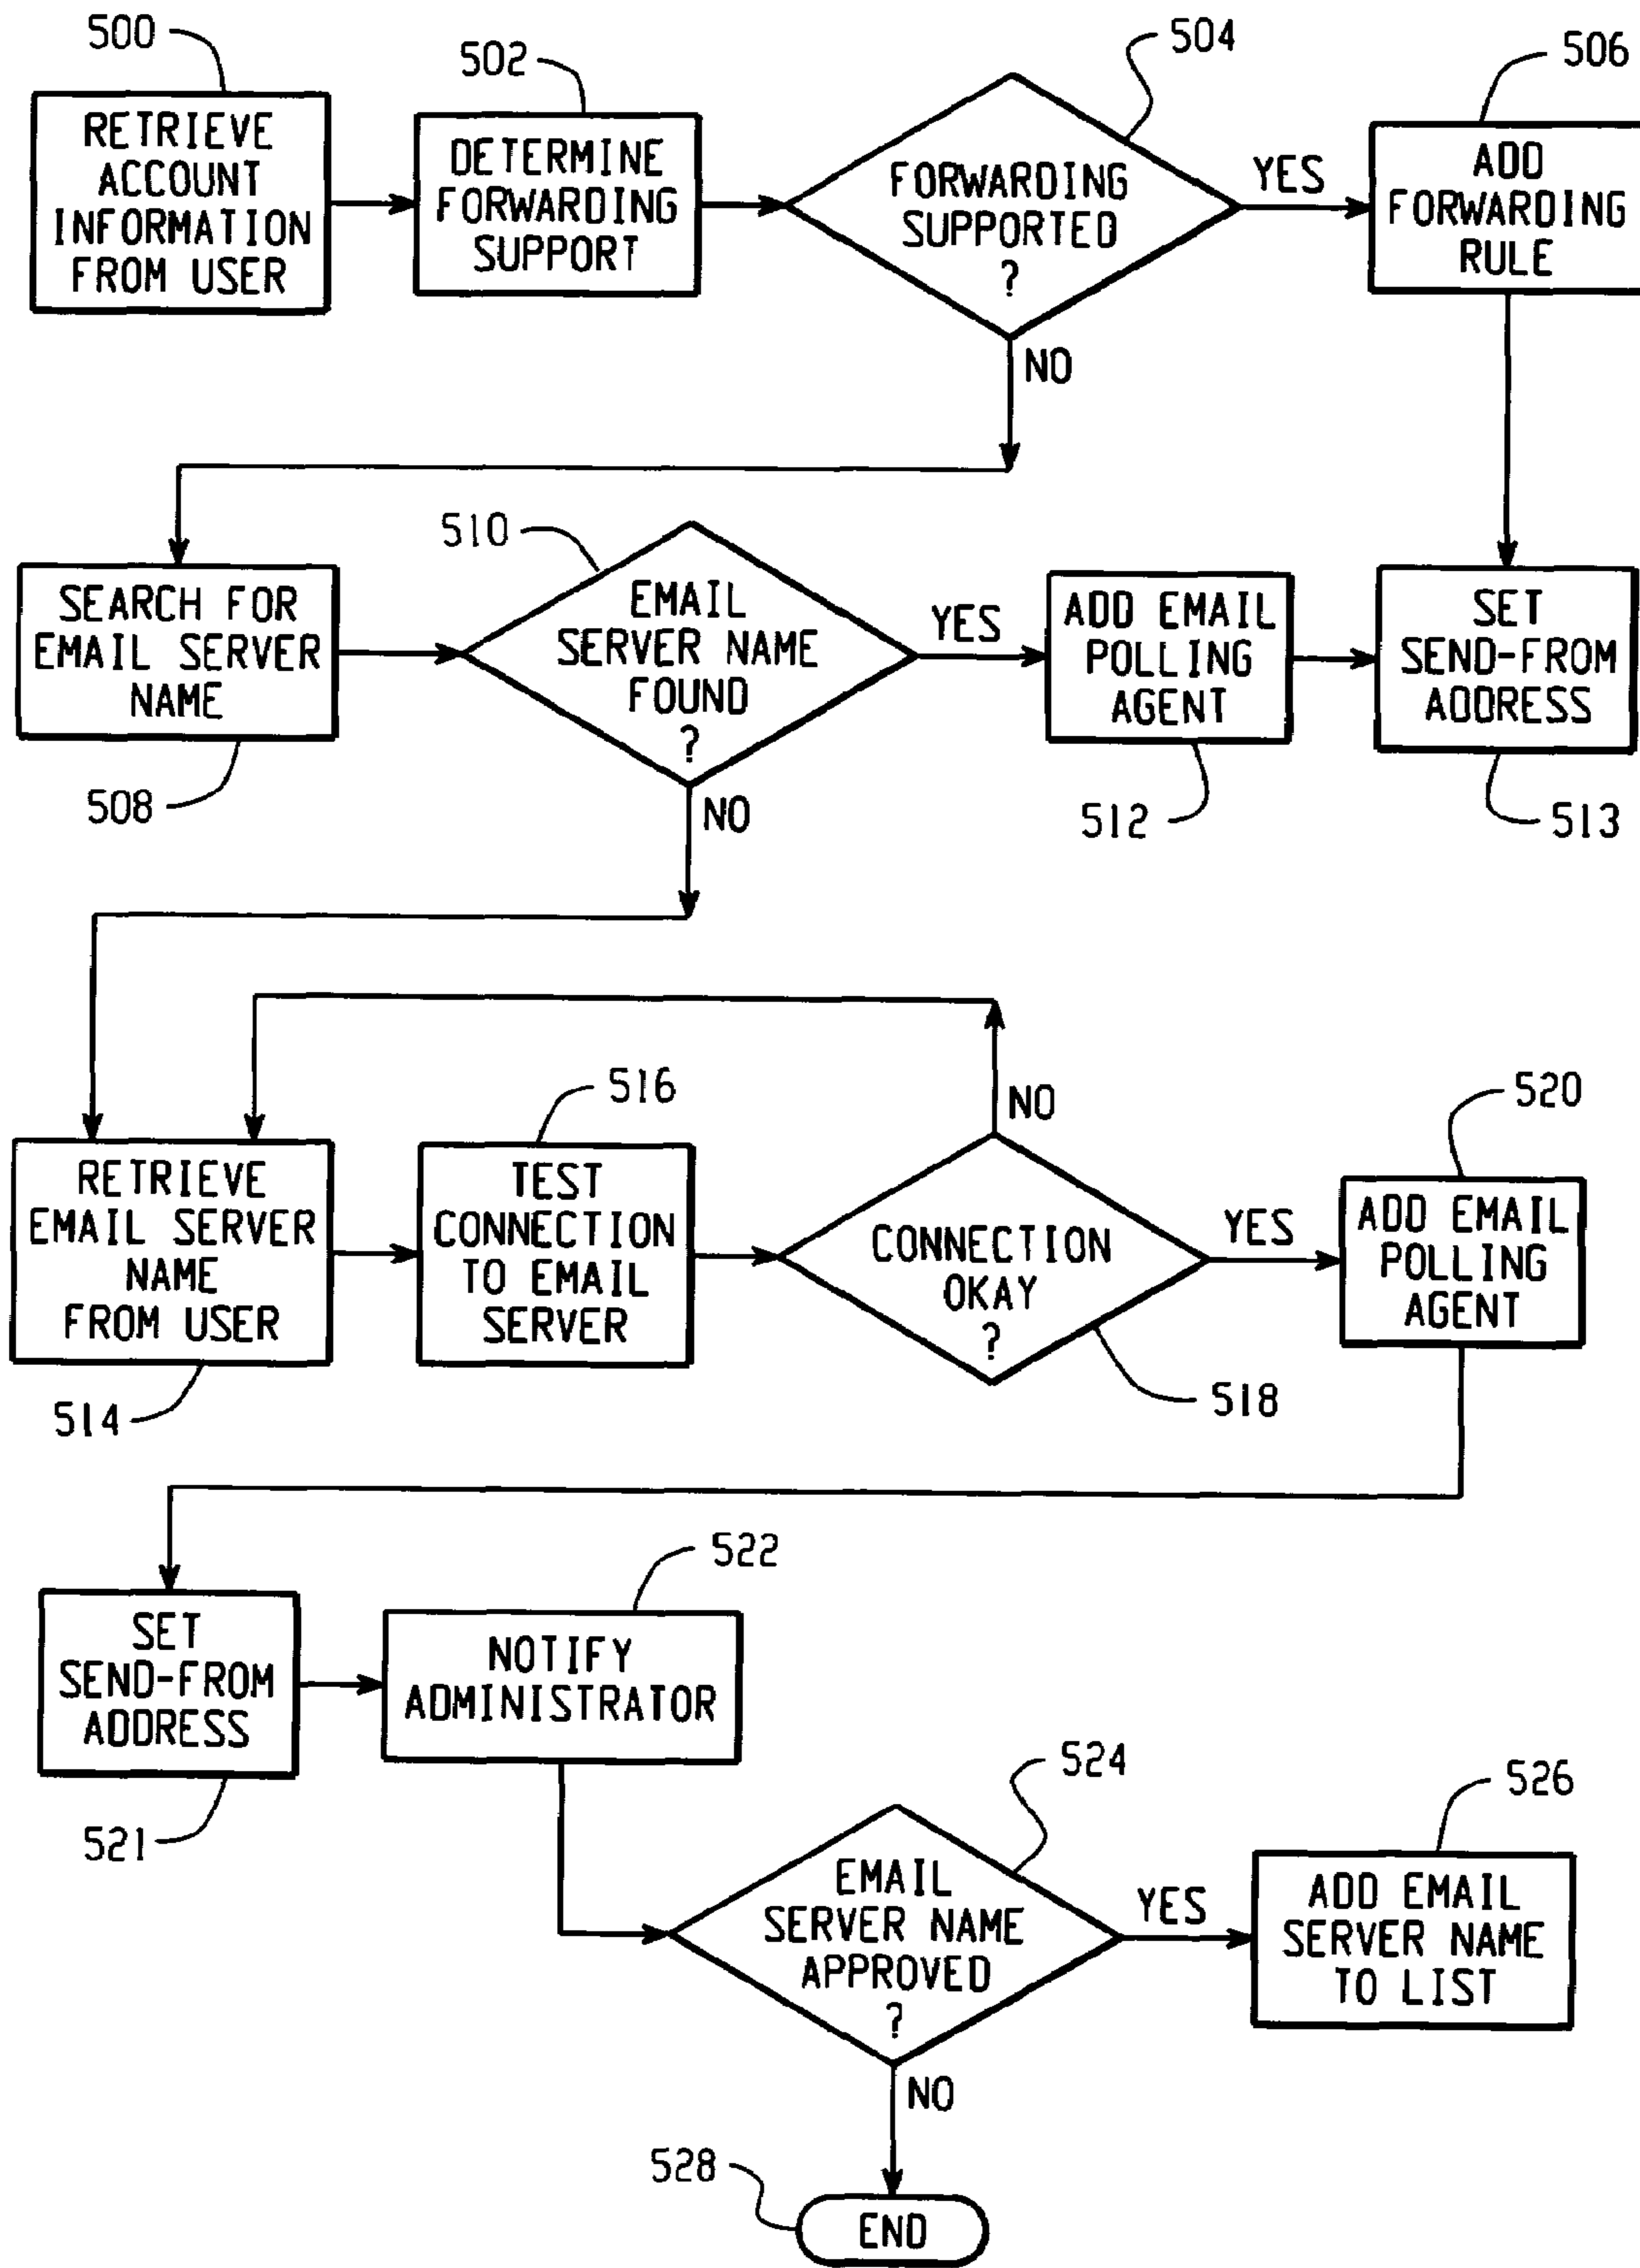 500
502
504
506
RETRIEVE
ACCOUNT
INFORMATION
FROM USER
DETERMINE
FORWARDING
SUPPORT
FORWARDING
SUPPORTED
?
YES
ADD
FORWARDING
RULE
NO
510
SEARCH FOR
EMAIL SERVER
NAME
EMAIL
SERVER NAME
FOUND
?
YES
ADD EMAIL
POLLING
AGENT
SET
SEND-FROM
ADDRESS
508
NO
512
513
516
NO
520
RETRIEVE
EMAIL SERVER
NAME
FROM USER
TEST
CONNECTION
TO EMAIL
SERVER
CONNECTION
OKAY
?
YES
ADD EMAIL
POLLING
AGENT
514
518
522
SET
SEND-FROM
ADDRESS
NOTIFY
ADMINISTRATOR
521
524
526
EMAIL
SERVER NAME
APPROVED
?
YES
ADD EMAIL
SERVER NAME
TO LIST
NO
528
END